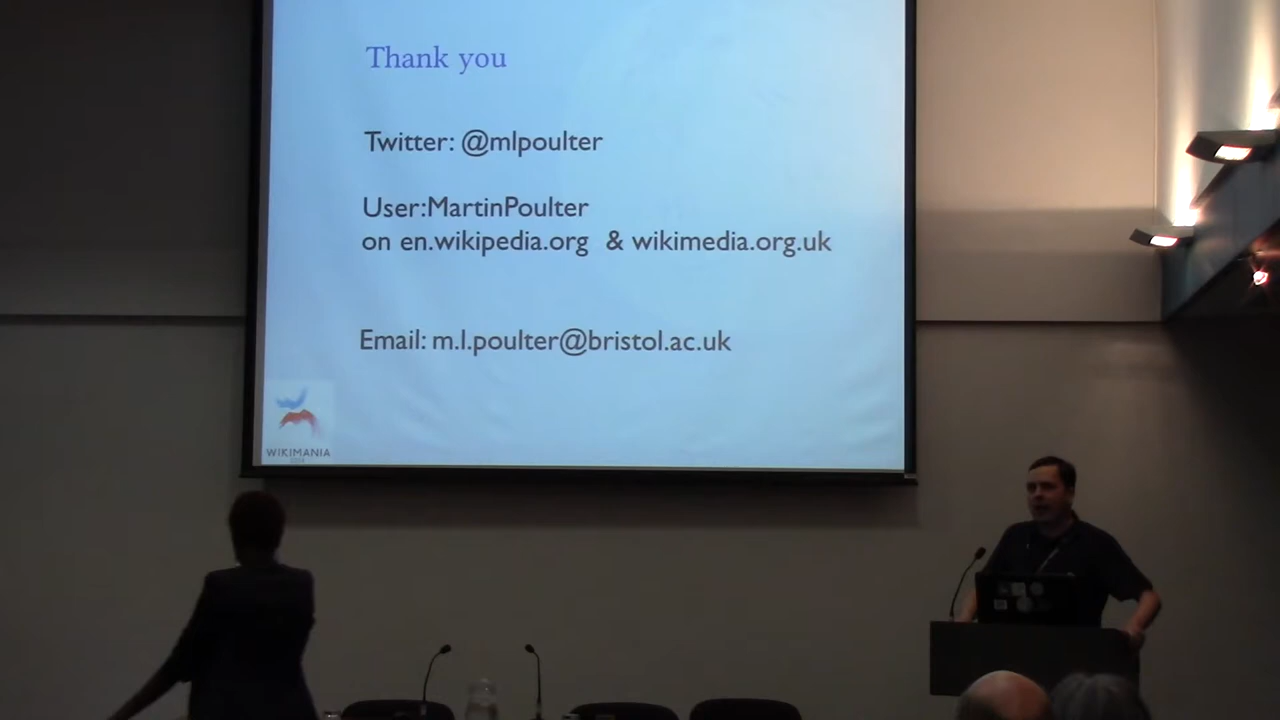 Thank you
Twitter: @mlpoulter
User:MartinPoulter
on en.wikipedia.org & wikimedia.org.uk
Email: m.l.poulter@bristol.ac.uk
WIKIMANIA